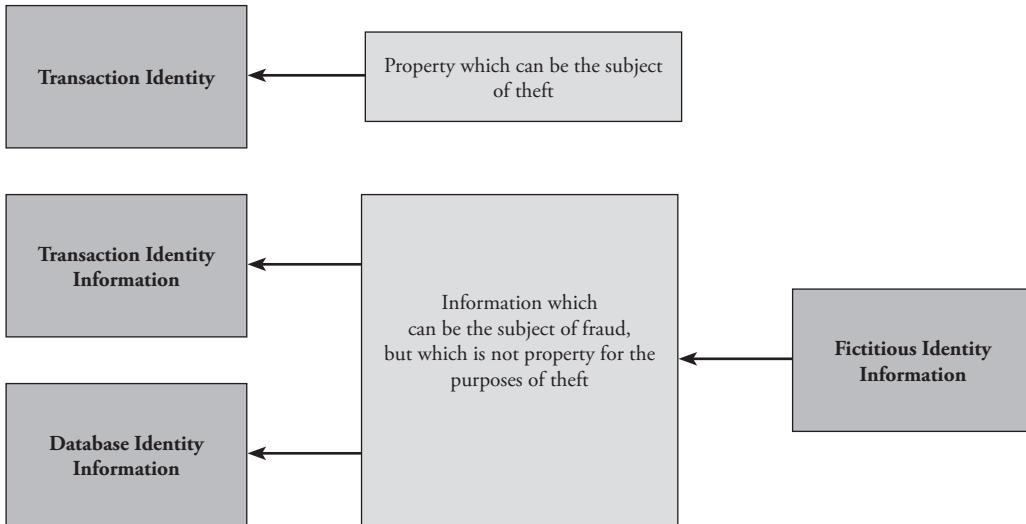 Transaction Identity
Property which can be the subject
of theft
Transaction Identity
Information
Information which
can be the subject of fraud,
but which is not property for the
purposes of theft
Fictitious Identity
Information
Database Identity
Information